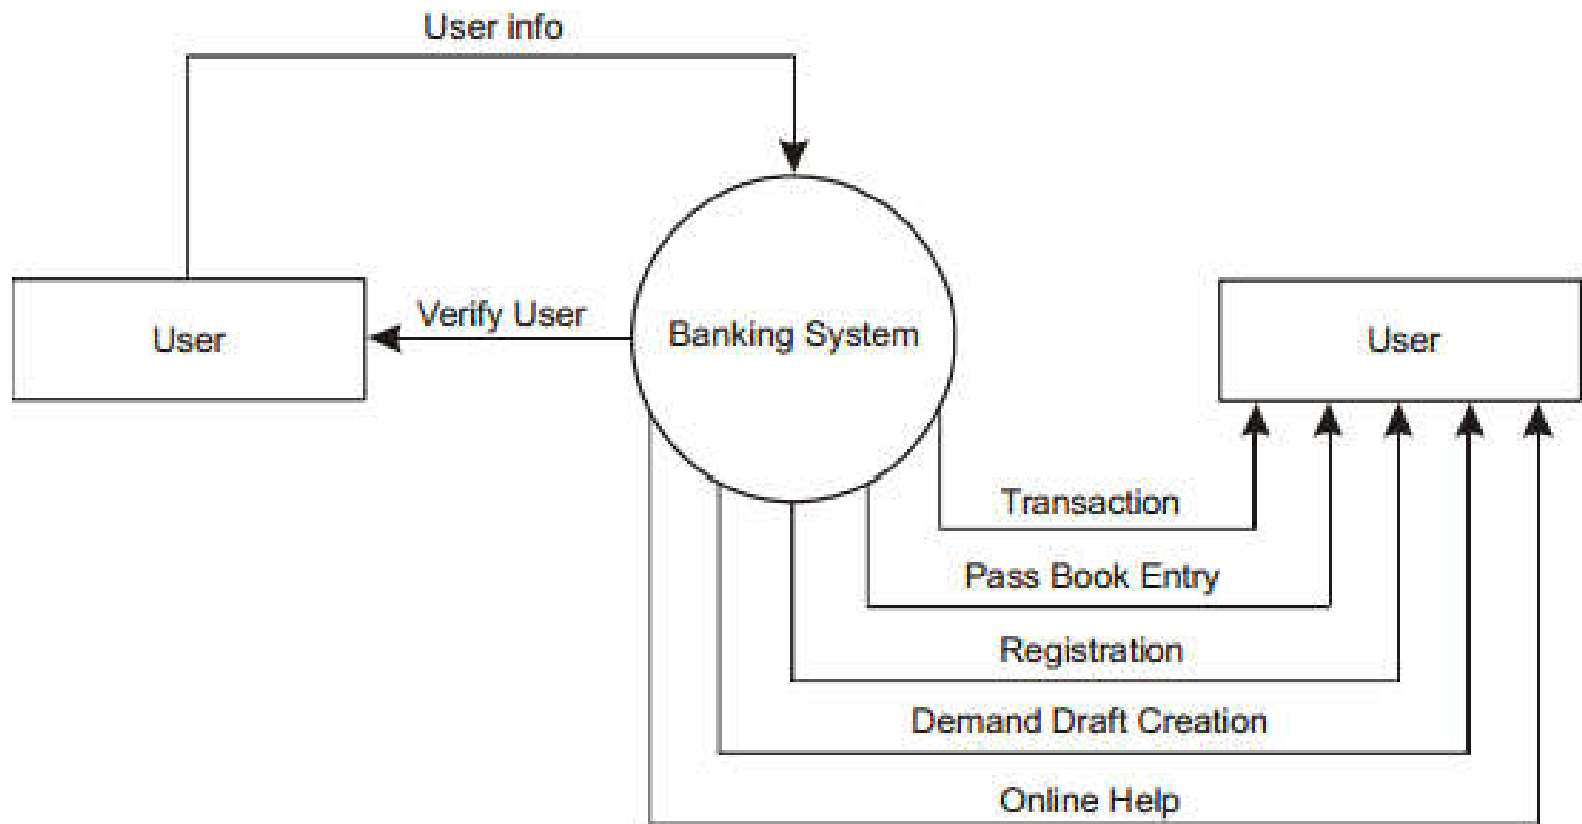 User info
Verify User
User
Banking System
User
Transaction
Pass Book Entry
Registration
Demand Draft Creation
Online Help